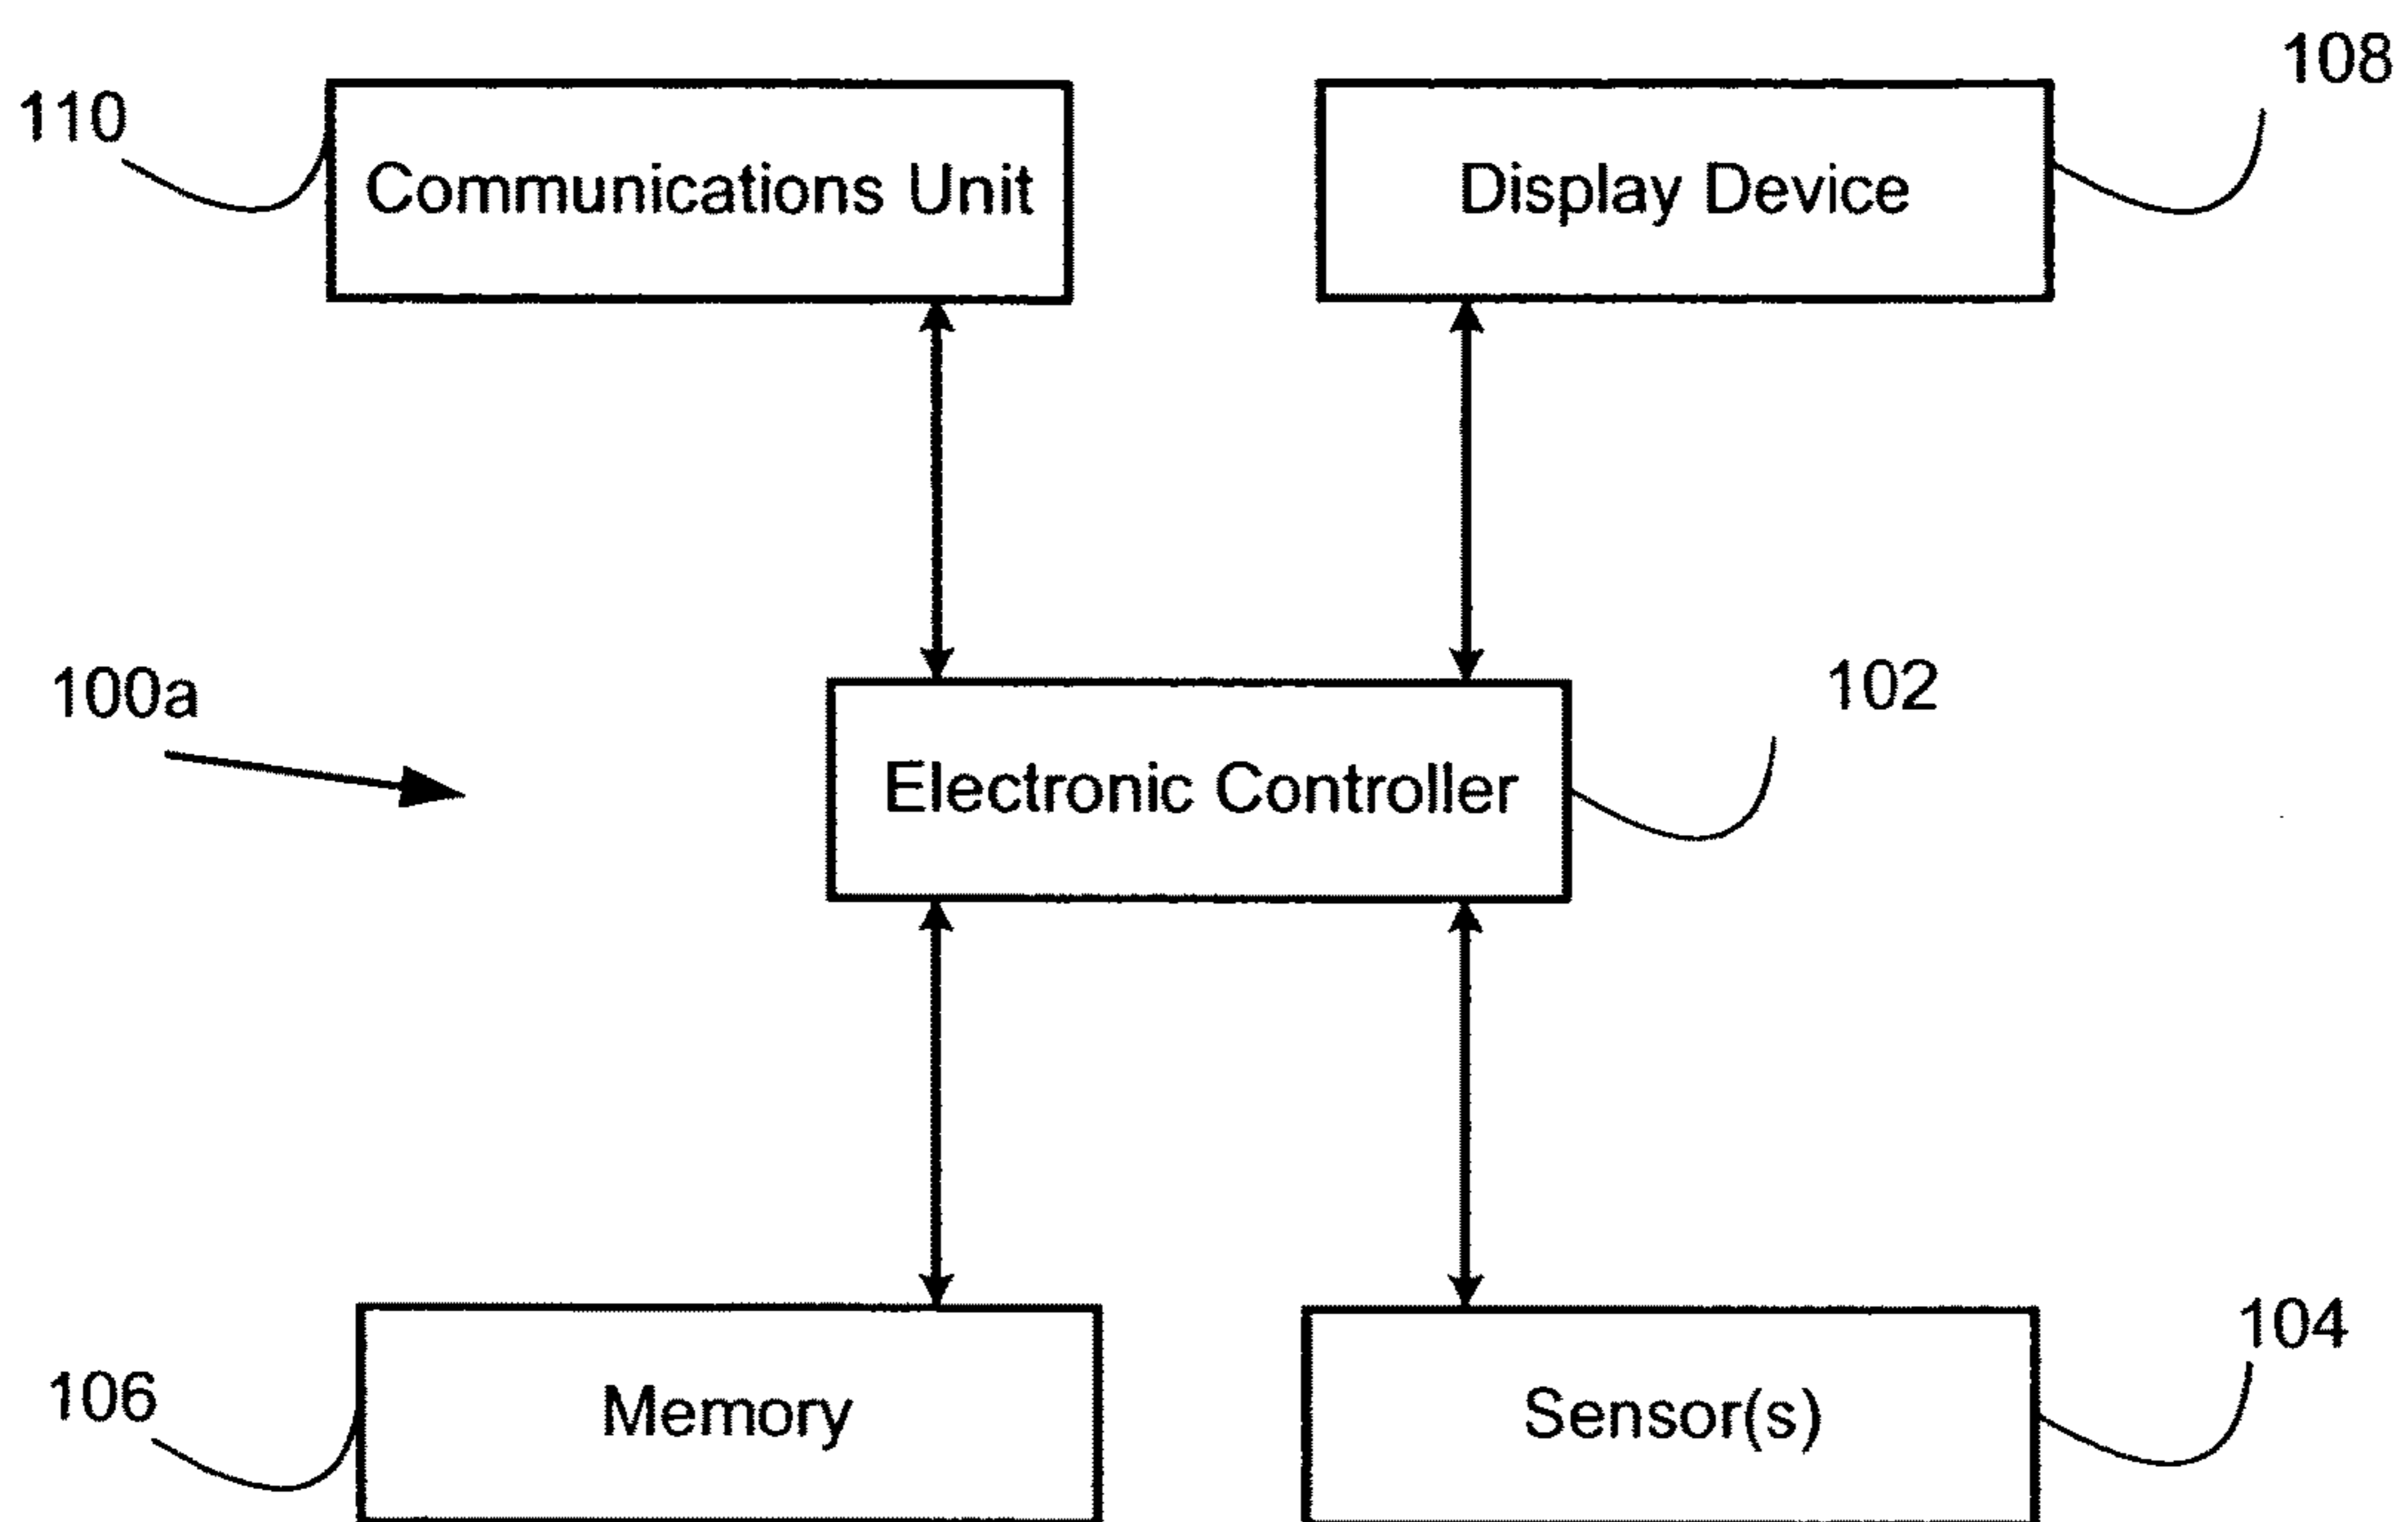 108
110
Communications Unit
Display Device
100a
102
Electronic Controller
104
106
Memory
Sensor(s)